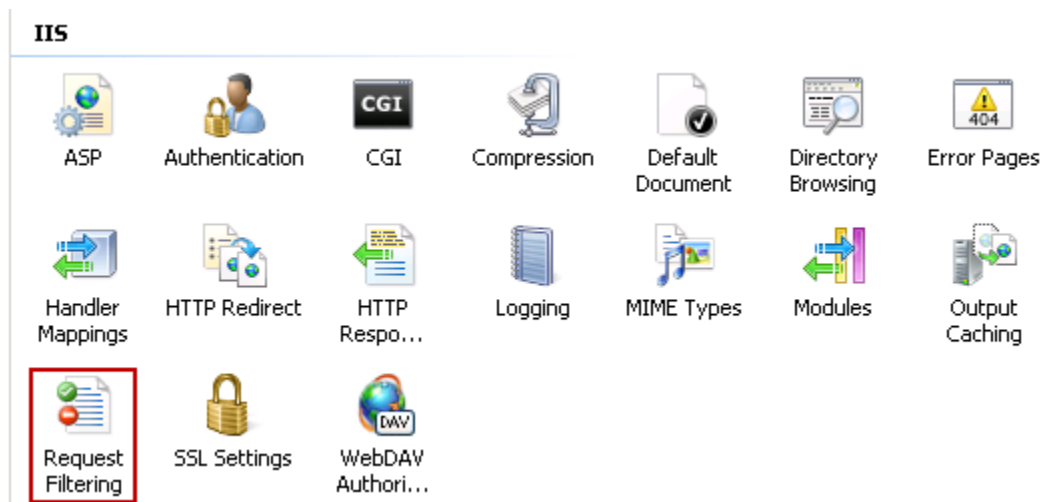 IIS
CGI
404
ASP Authentication CGI Compression Default Directory Error Pages
Document Browsing
Handler HTTP Redirect HTTP Logging MIME Types Modules Output
Mappings Respo... Caching
DAV
Request SSL Settings WebDAV
Filtering Authori...